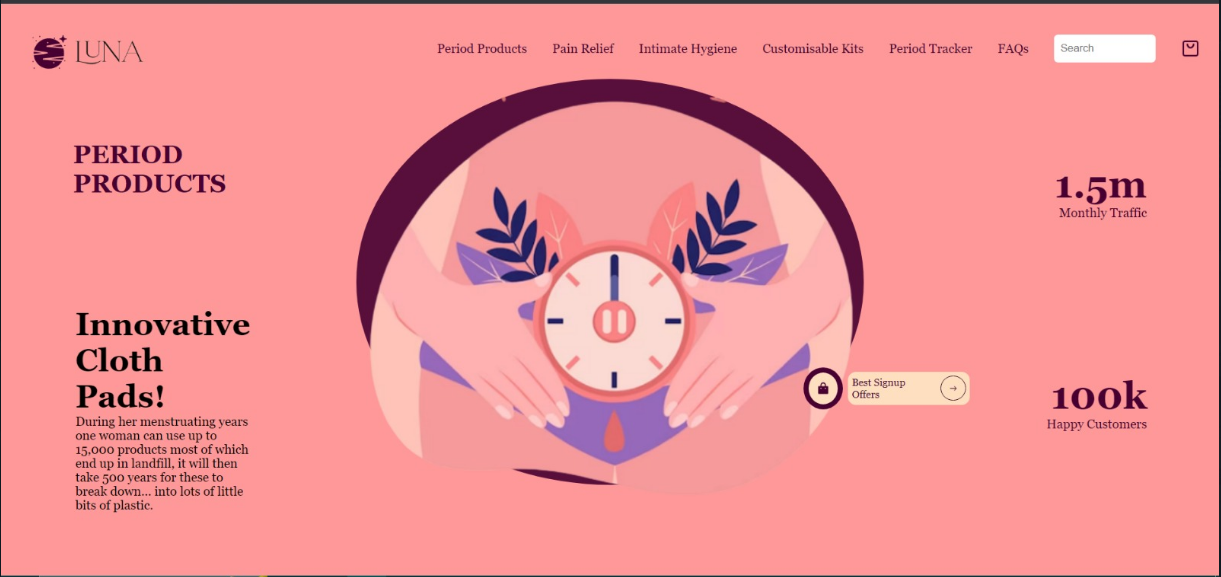 LUNA
Period Products
Pain Relief
Intimate Hygiene
Customisable Kits
Period Tracker
FAQs
Search
PERIOD
PRODUCTS
1.5m
Monthly Traffic
Innovative
Cloth
Pads!
During her menstruating years
one woman can use up to
15,000 products most of which
end up in landfill, it will then
take 500 years for these to
break down... into lots of little
bits of plastic.
Best Signup
Offers
100k
Happy Customers